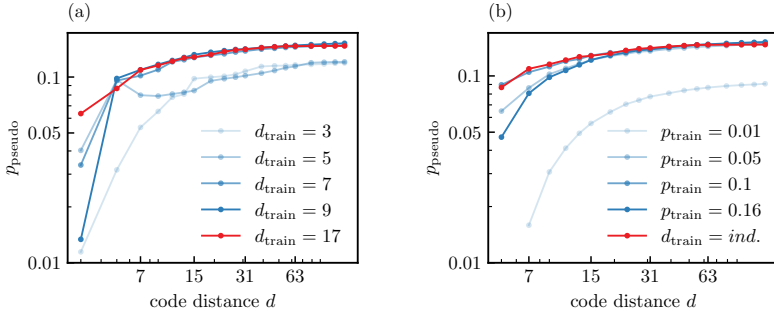 (a)
(b)
0.1
0.05
0.01
p_pseudo
d_train = 3
d_train = 5
d_train = 7
d_train = 9
d_train = 17
7 15 31 63
code distance d
0.1
0.05
0.01
p_pseudo
p_train = 0.01
p_train = 0.05
p_train = 0.1
p_train = 0.16
d_train = ind.
7 15 31 63
code distance d